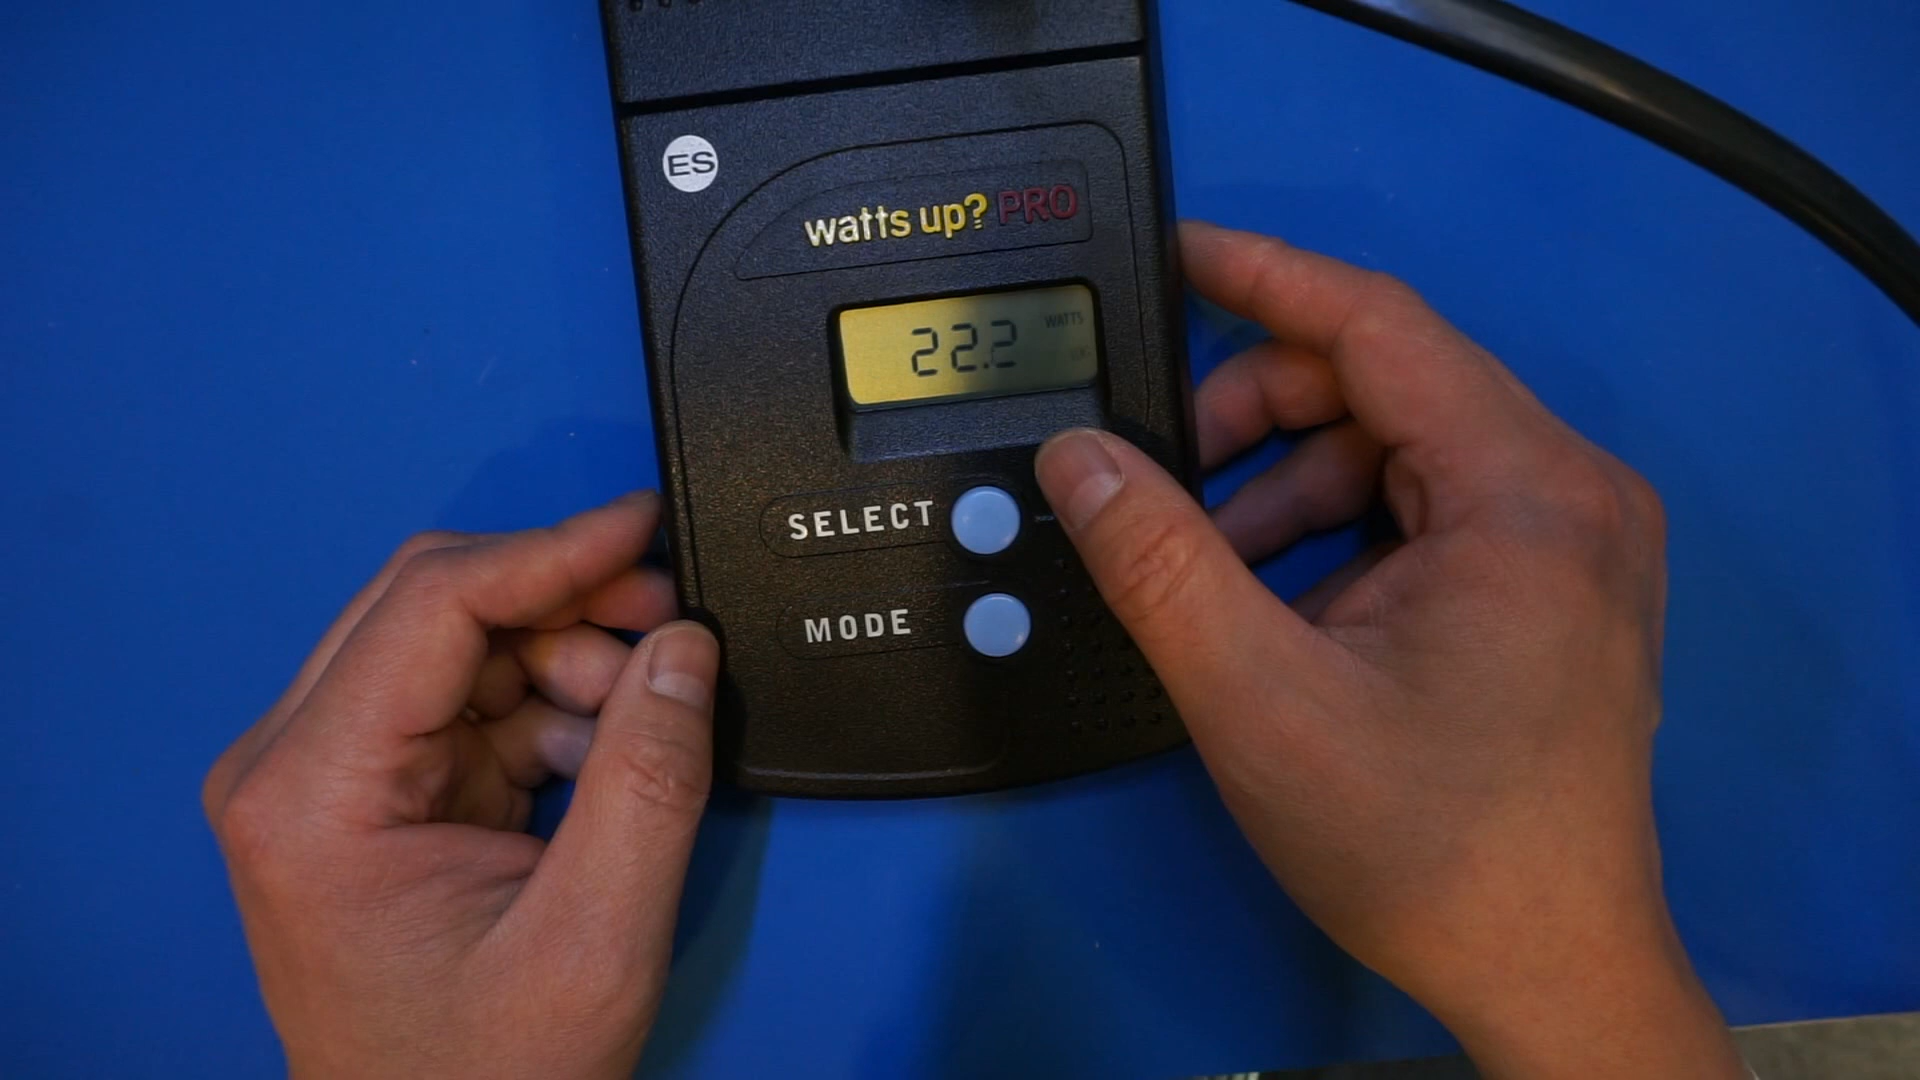 ES
watts up? PRO
22.2 WATTS
SELECT
MODE